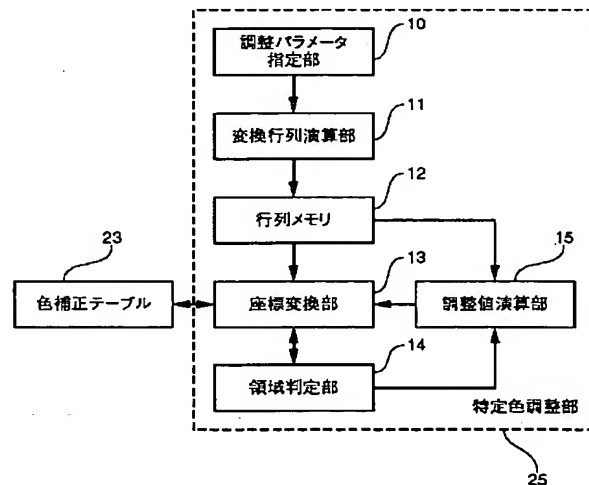 10
調整パラメータ
指定部
11
変換行列演算部
12
行列メモリ
23
13
15
色補正テーブル
座標変換部
調整値演算部
14
領域判定部
特定色調整部
25